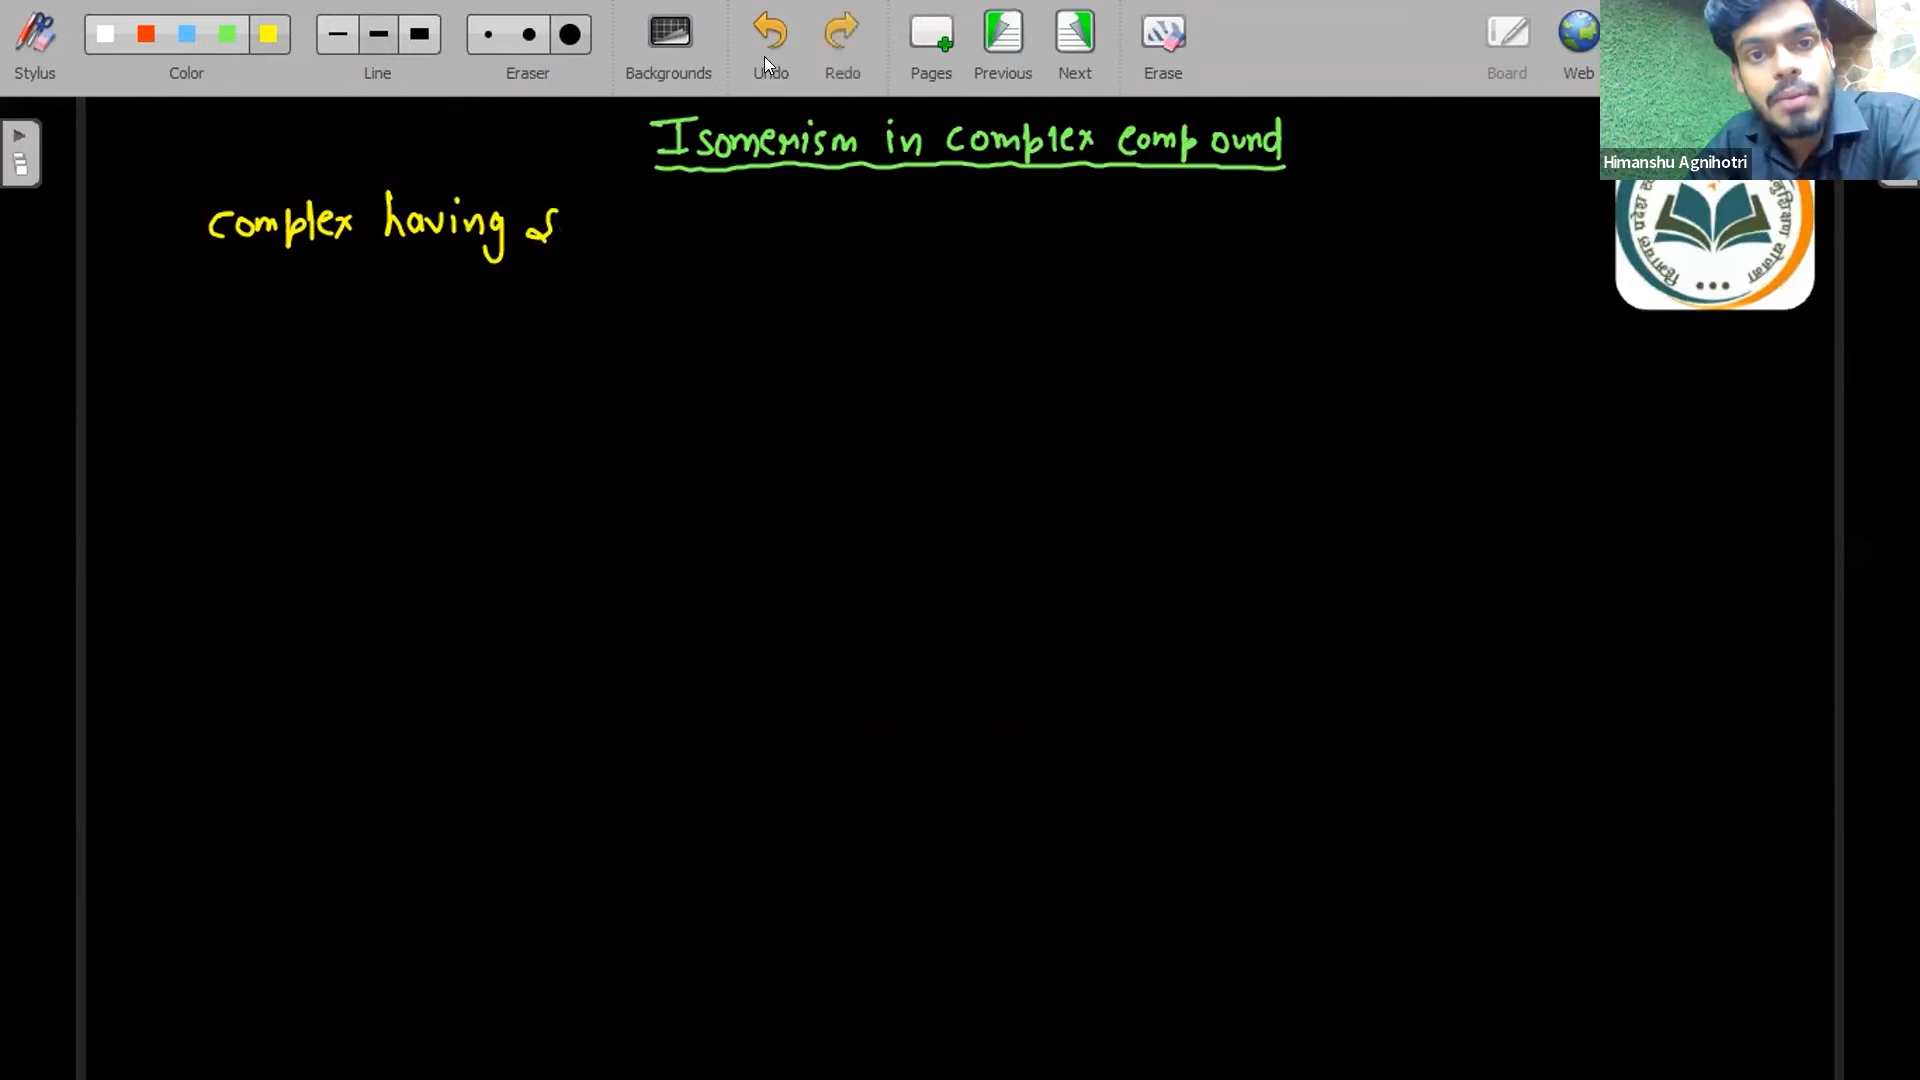 Stylus Color Line Eraser Backgrounds Undo Redo Pages Previous Next Erase Board Web
Himanshu Agnihotri
Isomerism in complex compound
complex having s